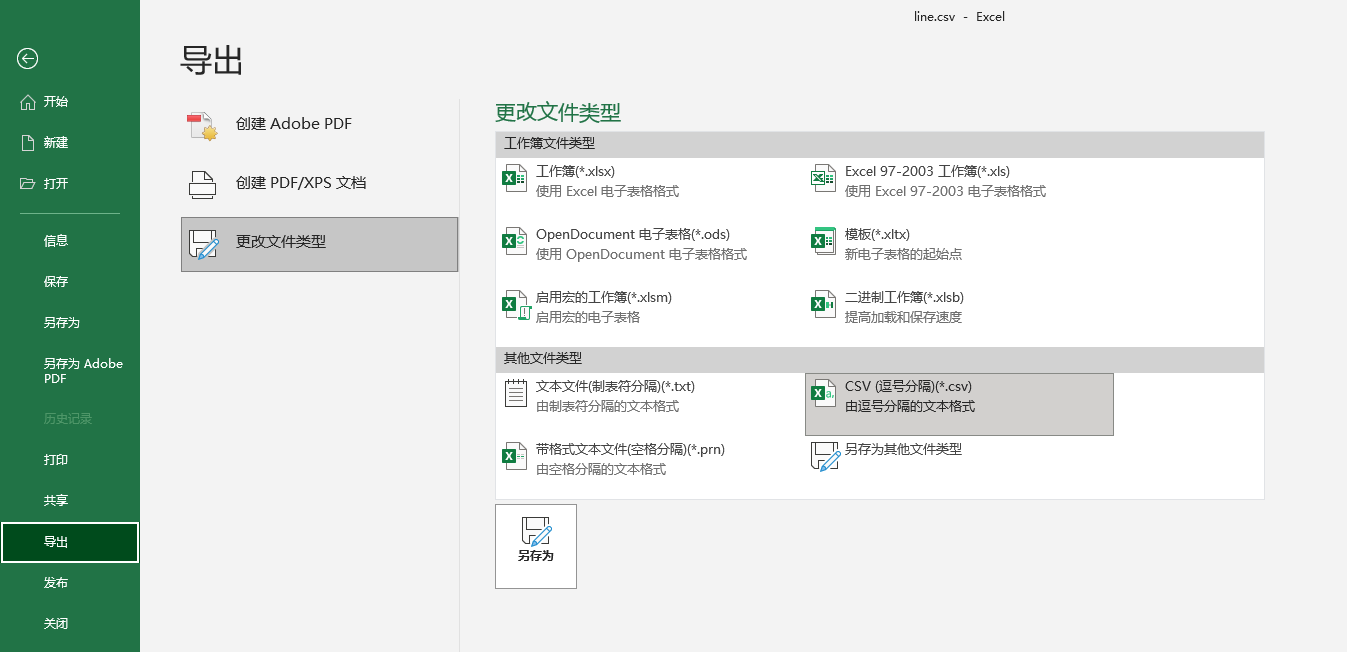 line.csv - Excel
开始
新建
打开
信息
保存
另存为
另存为 Adobe
PDF
历史记录
打印
共享
导出
发布
关闭
导出
创建 Adobe PDF
创建 PDF/XPS 文档
更改文件类型
更改文件类型
工作簿文件类型
工作簿(*.xlsx)
使用 Excel 电子表格格式
Excel 97-2003 工作簿(*.xls)
使用 Excel 97-2003 电子表格格式
OpenDocument 电子表格(*.ods)
使用 OpenDocument 电子表格格式
模板(*.xltx)
新电子表格的起始点
启用宏的工作簿(*.xlsm)
启用宏的电子表格
二进制工作簿(*.xlsb)
提高加载和保存速度
其他文件类型
文本文件(制表符分隔)(*.txt)
由制表符分隔的文本格式
CSV (逗号分隔)(*.csv)
由逗号分隔的文本格式
带格式文本文件(空格分隔)(*.prn)
由空格分隔的文本格式
另存为其他文件类型
另存为